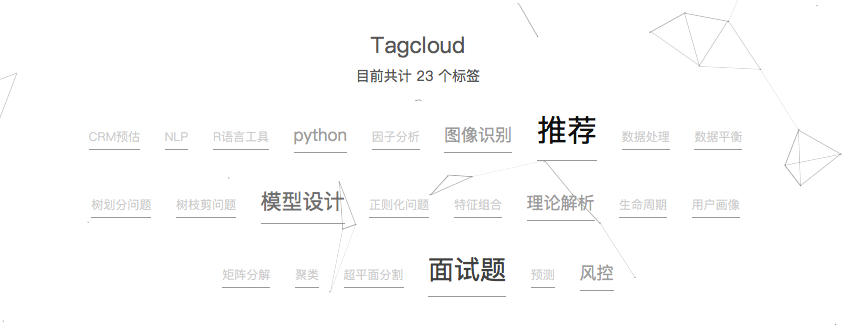 Tagcloud
目前共计 23 个标签
CRM预估 NLP R语言工具 python 因子分析 图像识别 推荐 数据处理 数据平衡
树划分问题 树枝剪问题 模型设计 正则化问题 特征组合 理论解析 生命周期 用户画像
矩阵分解 聚类 超平面分割 面试题 预测 风控